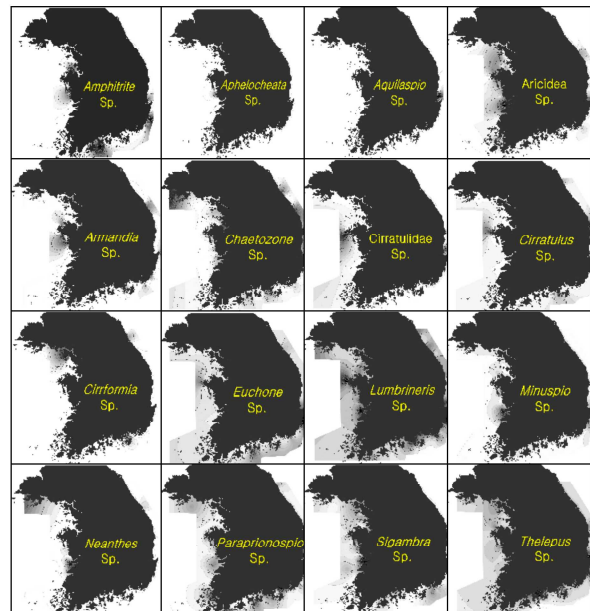 Amphitrite
Sp.
Aphelocheata
Sp.
Aquilaspio
Sp.
Aricidea
Sp.
Armandia
Sp.
Chaetozone
Sp.
Cirratulidae
Sp.
Cirratulus
Sp.
Cirrformia
Sp.
Euchone
Sp.
Lumbrineris
Sp.
Minuspio
Sp.
Neanthes
Sp.
Paraprionospio
Sp.
Sigambra
Sp.
Thelepus
Sp.